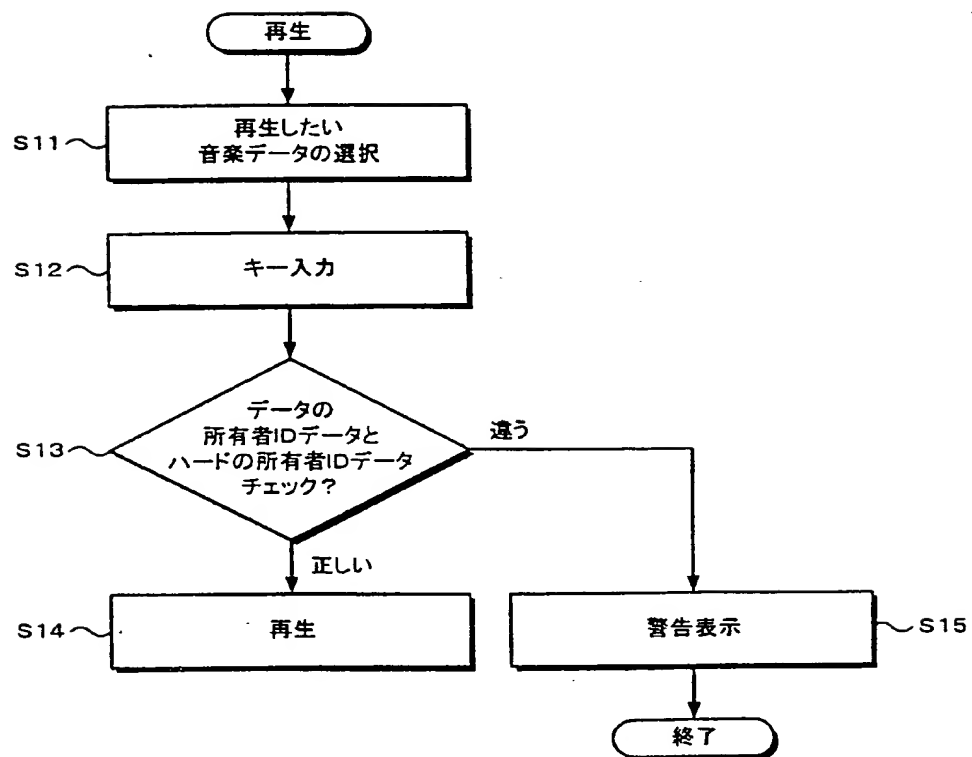 再生
S11
再生したい
音楽データの選択
S12
キー入力
S13
データの
所有者IDデータと
ハードの所有者IDデータ
チェック？
違う
正しい
S14
再生
警告表示
S15
終了